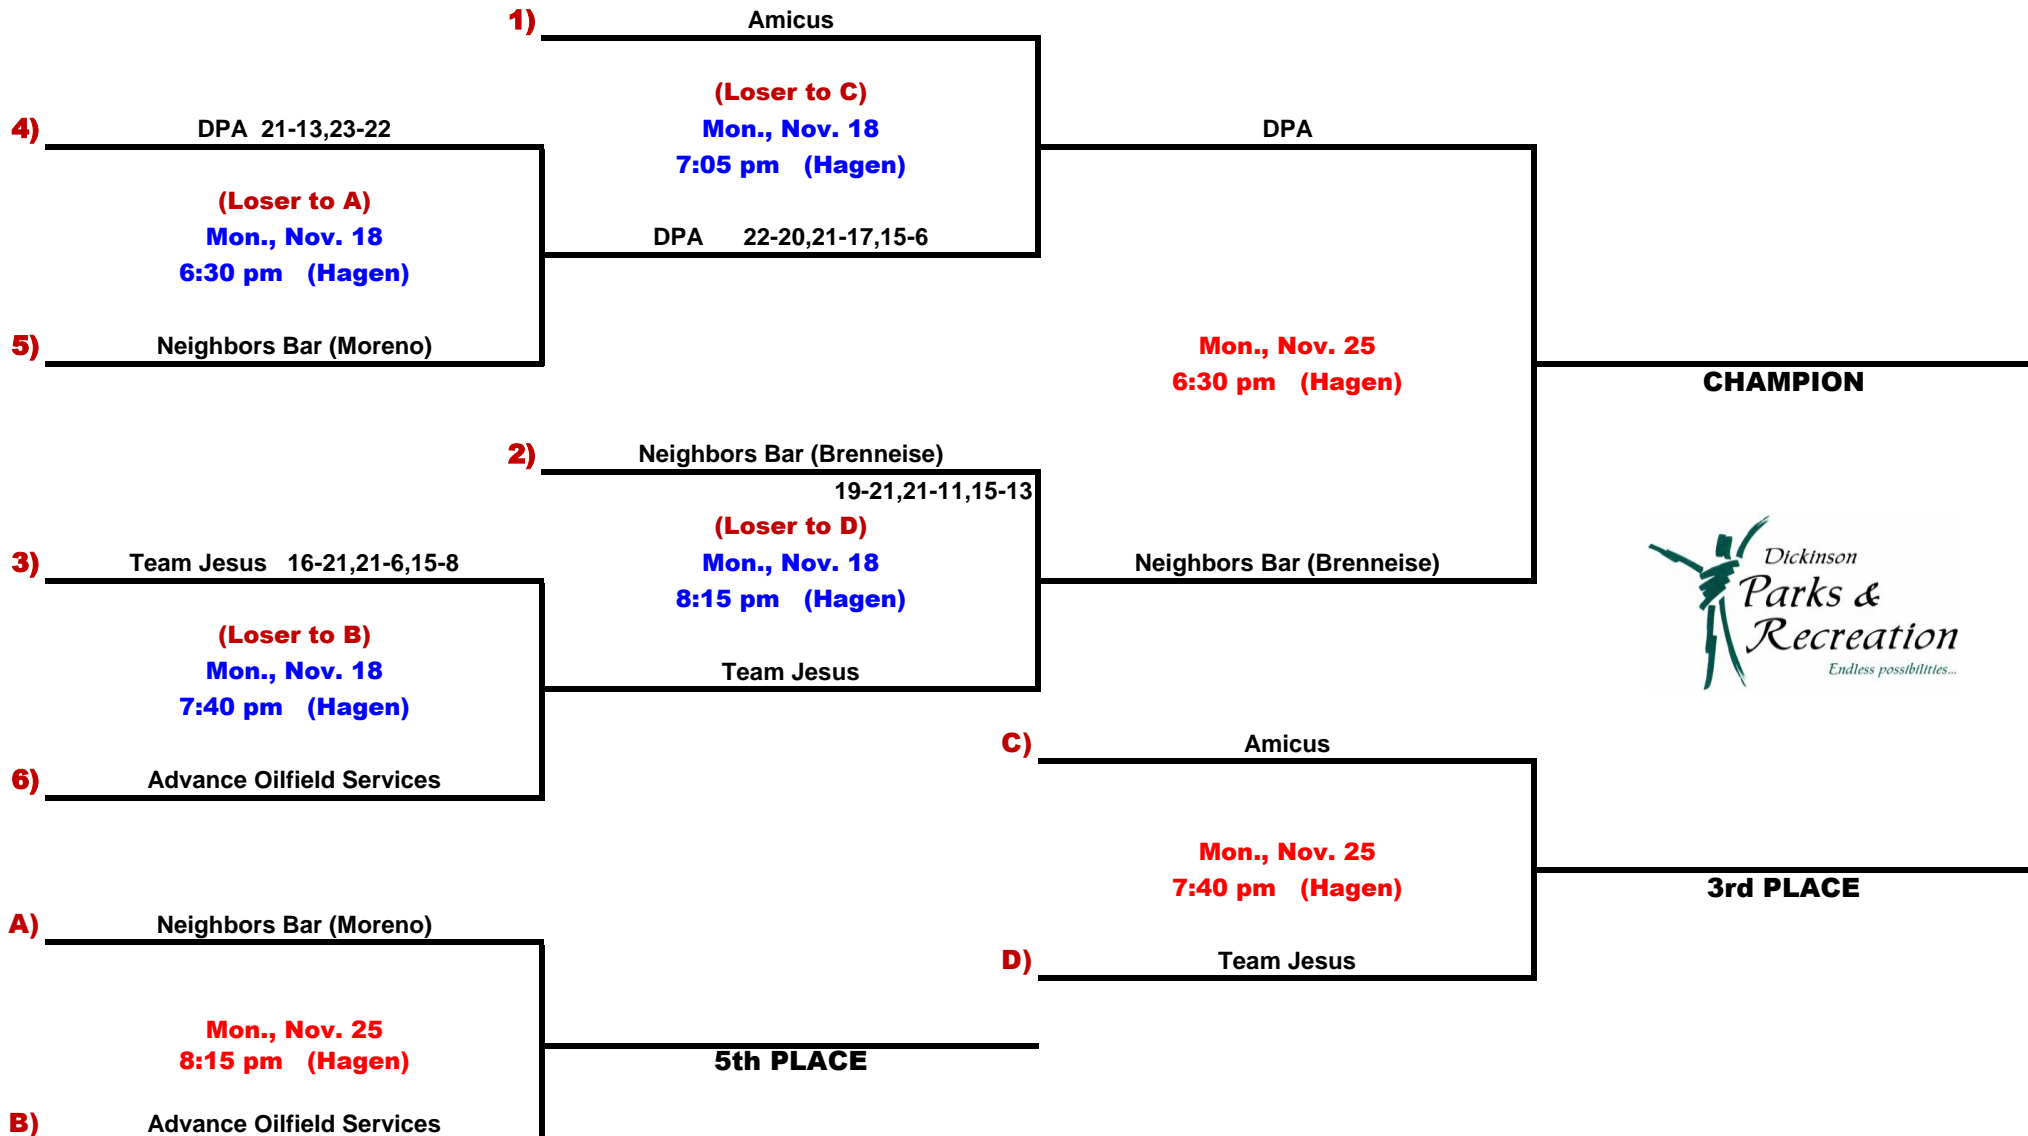 1) Amicus
(Loser to C)
4) DPA 21-13,23-22
Mon., Nov. 18
DPA
7:05 pm (Hagen)
(Loser to A)
Mon., Nov. 18
DPA 22-20,21-17,15-6
6:30 pm (Hagen)
5) Neighbors Bar (Moreno)
Mon., Nov. 25
6:30 pm (Hagen)
CHAMPION
2) Neighbors Bar (Brenneise)
19-21,21-11,15-13
(Loser to D)
3) Team Jesus 16-21,21-6,15-8
Mon., Nov. 18
Neighbors Bar (Brenneise)
8:15 pm (Hagen)
Dickinson
Parks &
Recreation
Endless possibilities...
(Loser to B)
Mon., Nov. 18
Team Jesus
7:40 pm (Hagen)
C) Amicus
6) Advance Oilfield Services
Mon., Nov. 25
7:40 pm (Hagen)
3rd PLACE
A) Neighbors Bar (Moreno)
D) Team Jesus
Mon., Nov. 25
8:15 pm (Hagen)
5th PLACE
B) Advance Oilfield Services